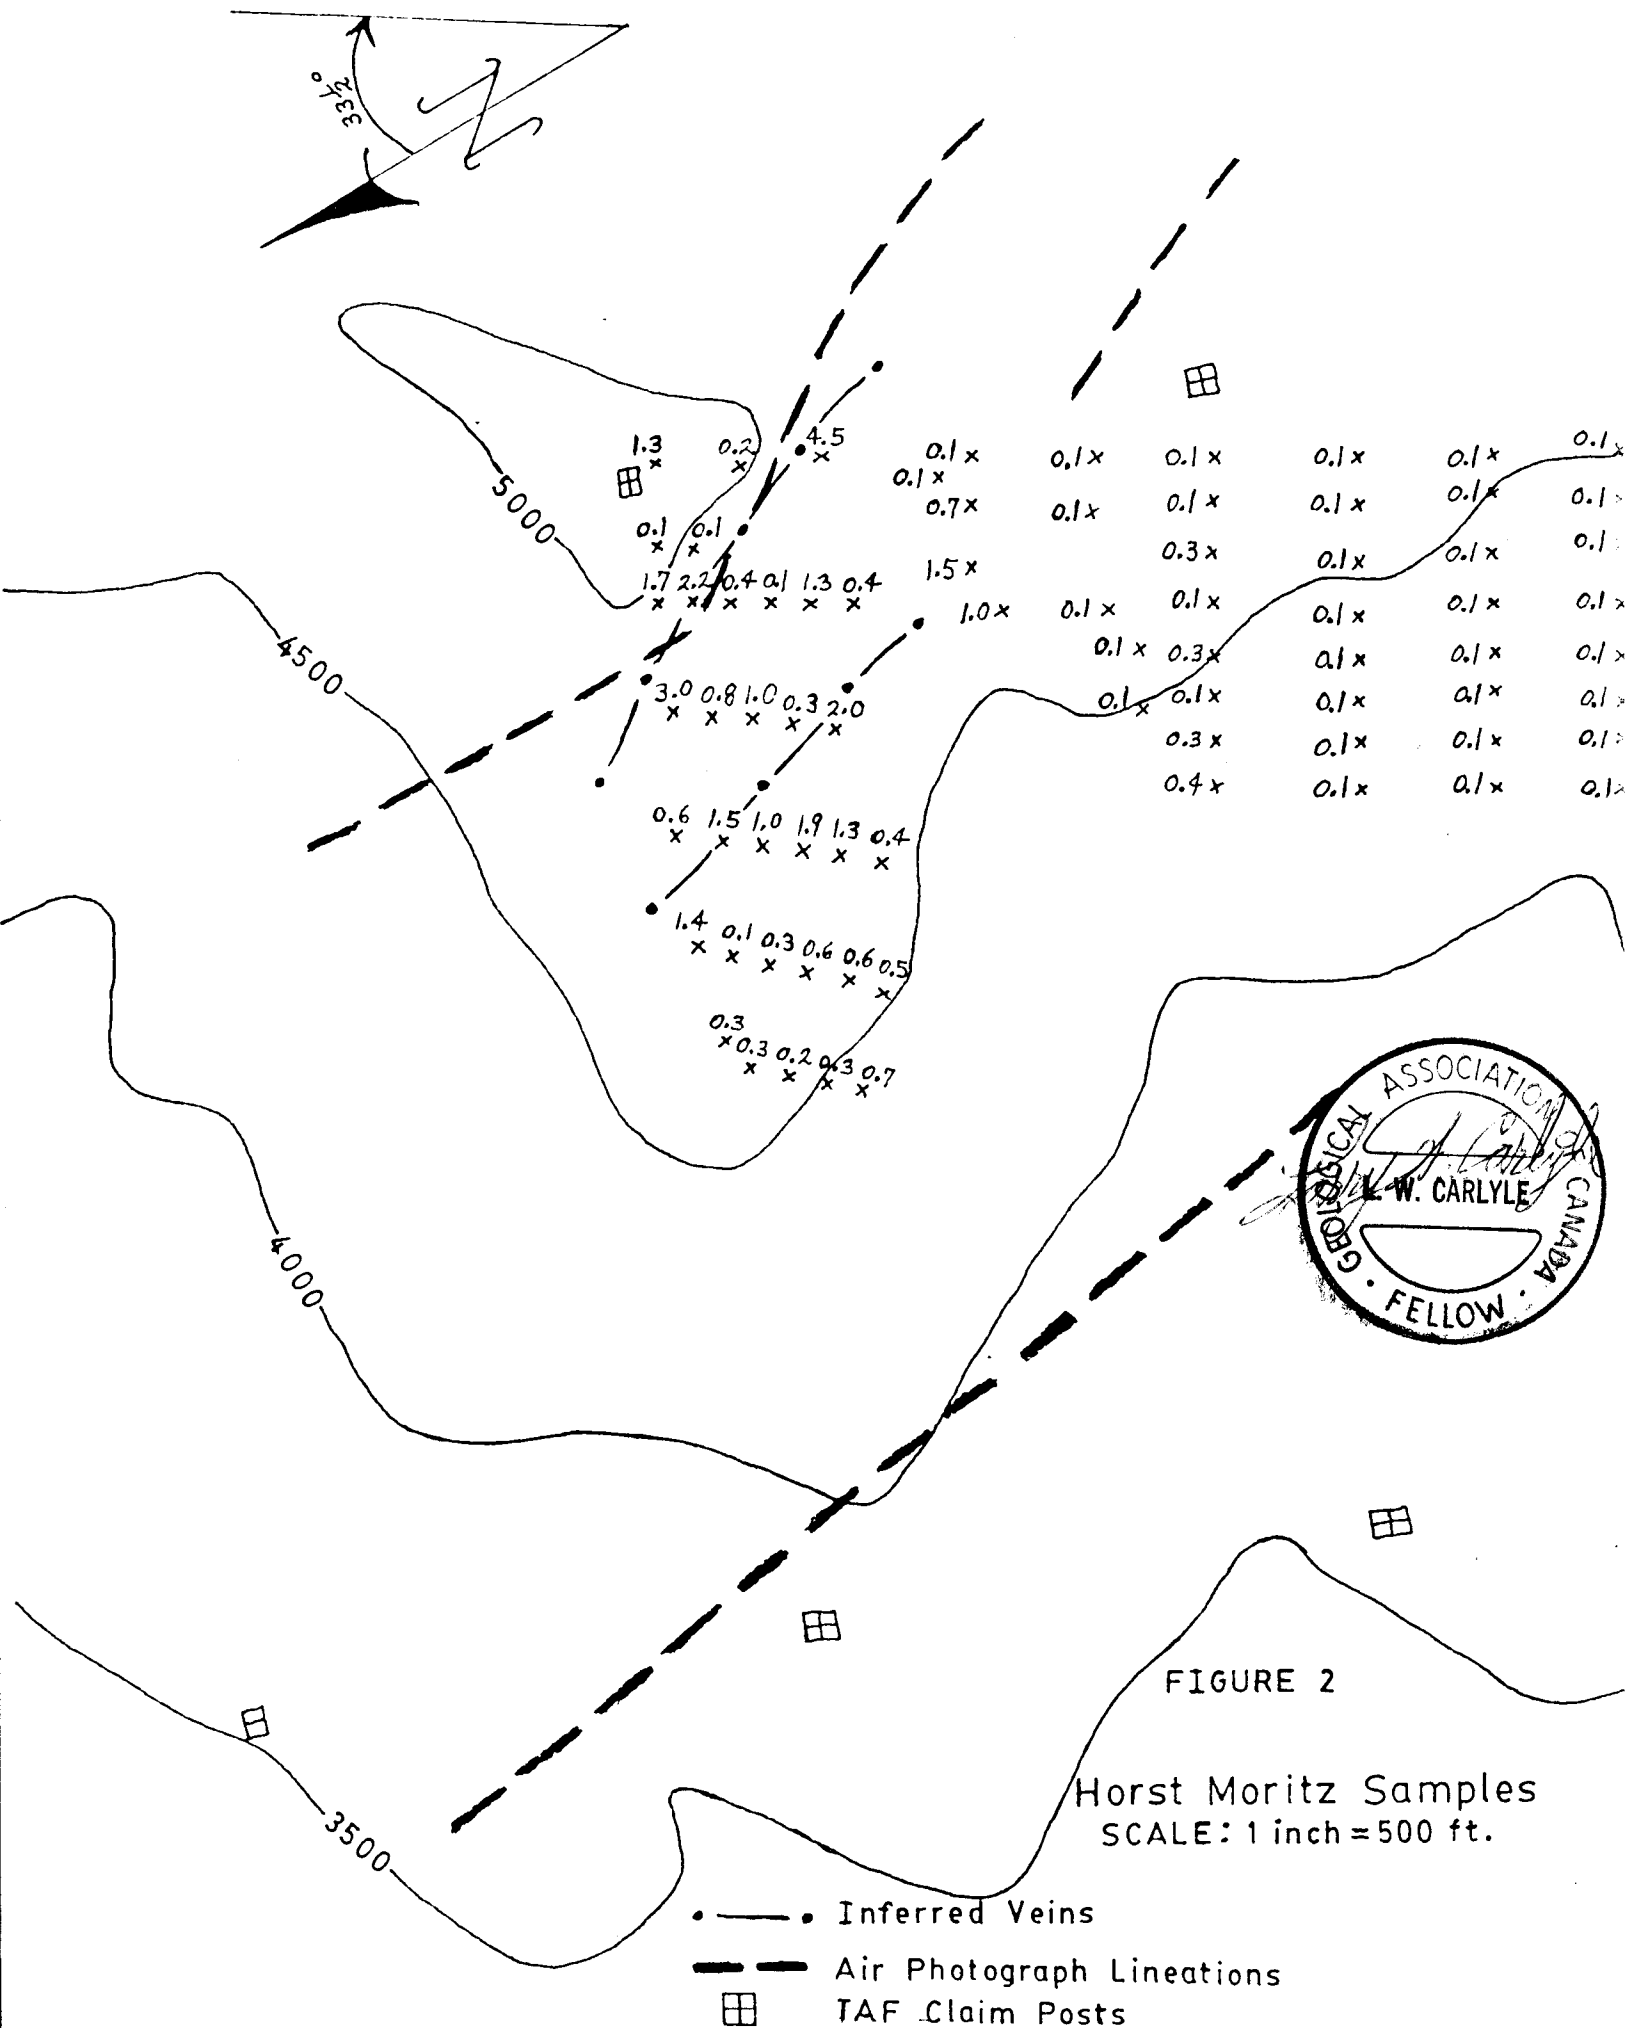 33½°
N
1.3 0.2 4.5 0.1 x 0.1 x 0.1 x 0.1 x 0.1 x 0.1 x
0.1 x
0.7 x 0.1 x 0.1 x 0.1 x 0.1 x 0.1 x
5000
0.1 0.1
0.3 x 0.1 x 0.1 x 0.1
1.7 2.2 0.4 0.1 1.3 0.4 1.5 x
1.0 x 0.1 x 0.1 x 0.1 x 0.1 x 0.1 x
4500
0.1 x 0.3 x 0.1 x 0.1 x 0.1 x
3.0 0.8 1.0 0.3 2.0
0.1 x 0.1 x 0.1 x 0.1 x 0.1 x
0.3 x 0.1 x 0.1 x 0.1 x
0.4 x 0.1 x 0.1 x 0.1 x
0.6 1.5 1.0 1.9 1.3 0.4
1.4 0.1 0.3 0.6 0.6 0.5
0.3
0.3 0.2 0.3 0.7
GEOLOGICAL ASSOCIATION OF CANADA
L. W. CARLYLE
· FELLOW ·
4000
3500
FIGURE 2
Horst Moritz Samples
SCALE: 1 inch = 500 ft.
Inferred Veins
Air Photograph Lineations
TAF Claim Posts